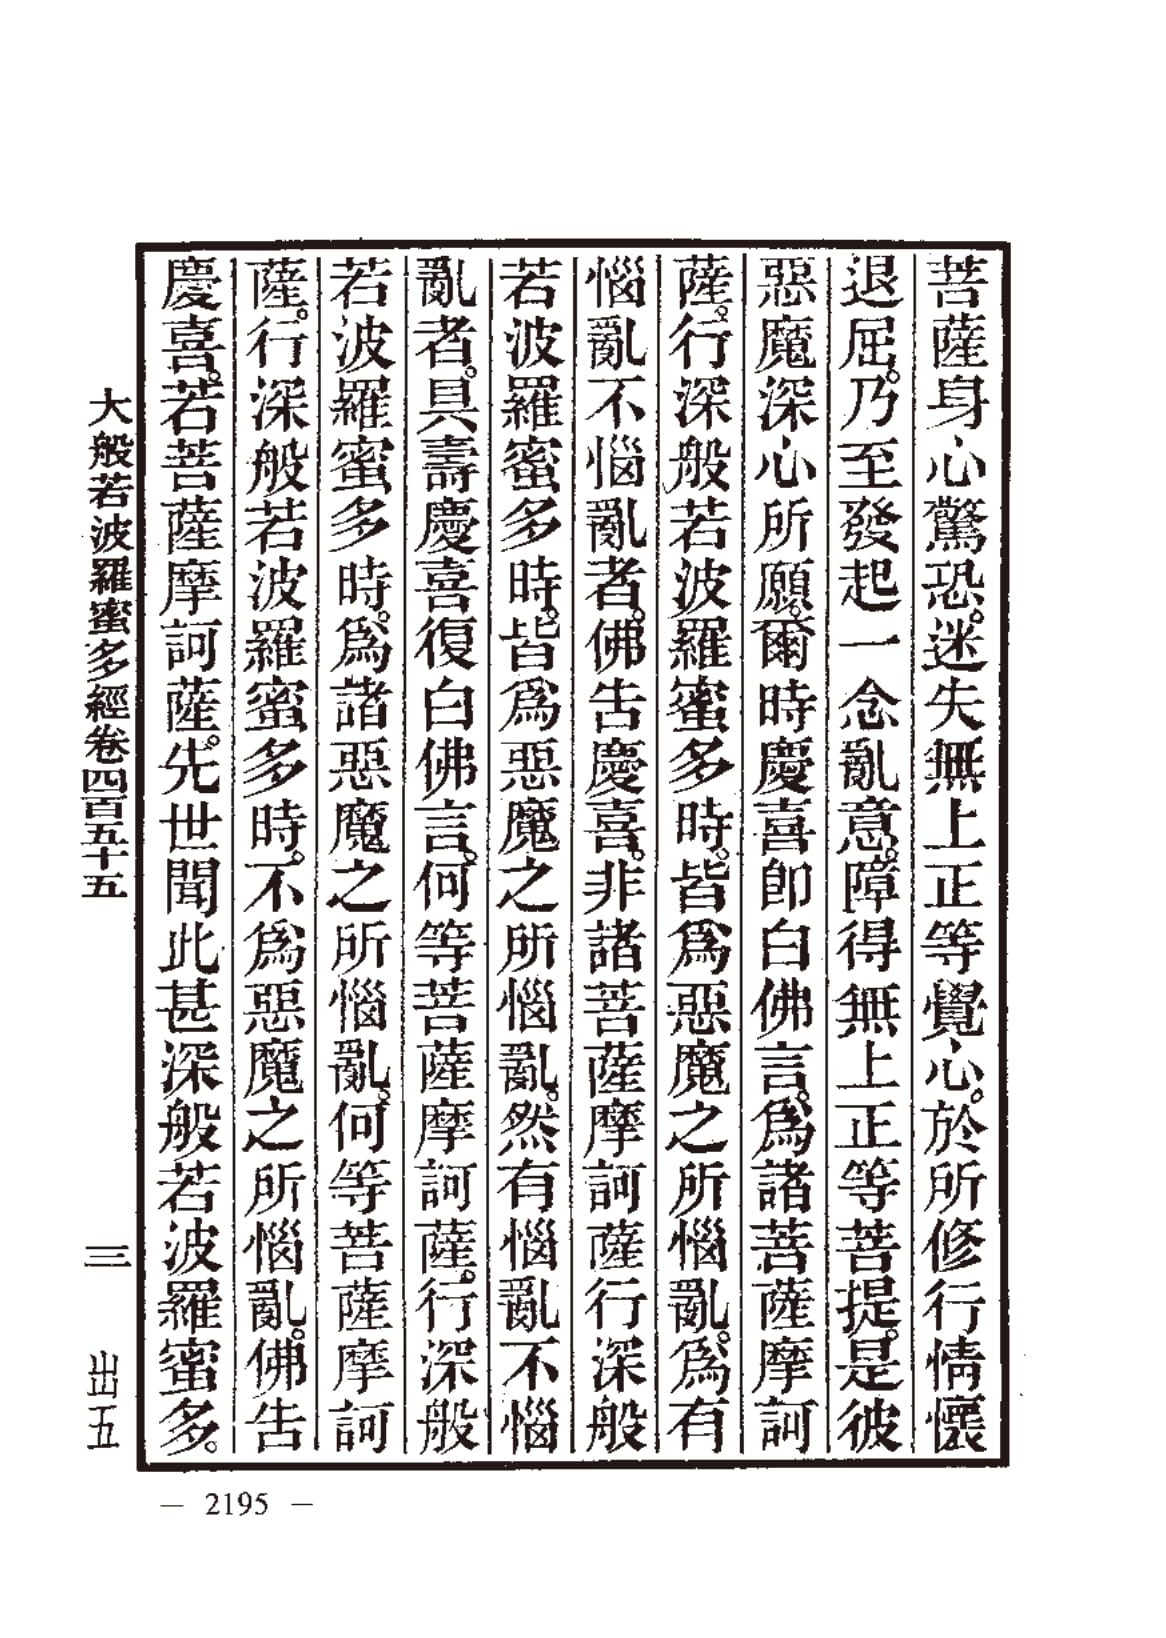 菩薩身心驚恐。迷失無上正等覺心。於所修行情懷
退屈。乃至發起一念亂意。障得無上正等菩提。是彼
惡魔深心所願。爾時慶喜卽白佛言。爲諸菩薩摩訶
薩。行深般若波羅蜜多時。皆爲惡魔之所惱亂。爲有
惱亂不惱亂者。佛告慶喜。非諸菩薩摩訶薩行深般
若波羅蜜多時。皆爲惡魔之所惱亂。然有惱亂不惱
亂者。具壽慶喜復白佛言。何等菩薩摩訶薩。行深般
若波羅蜜多時。爲諸惡魔之所惱亂。何等菩薩摩訶
薩。行深般若波羅蜜多時。不爲惡魔之所惱亂。佛告
慶喜。若菩薩摩訶薩。先世聞此甚深般若波羅蜜多。
大般若波羅蜜多經卷四百五十五 三 出五
— 2195 —